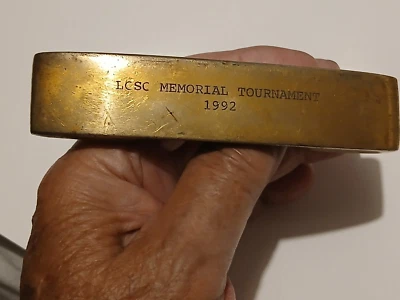 LCSC MEMORIAL TOURNAMENT
1992